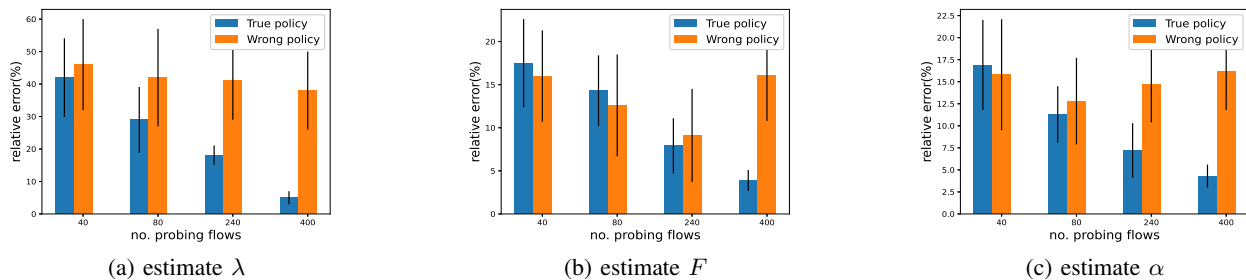 60
50
40
30
20
10
0
relative error(%)
True policy
Wrong policy
40 80 240 400
no. probing flows
(a) estimate λ
20
15
10
5
0
relative error(%)
True policy
Wrong policy
40 80 240 400
no. probing flows
(b) estimate F
22.5
20.0
17.5
15.0
12.5
10.0
7.5
5.0
2.5
0.0
relative error(%)
True policy
Wrong policy
40 80 240 400
no. probing flows
(c) estimate α